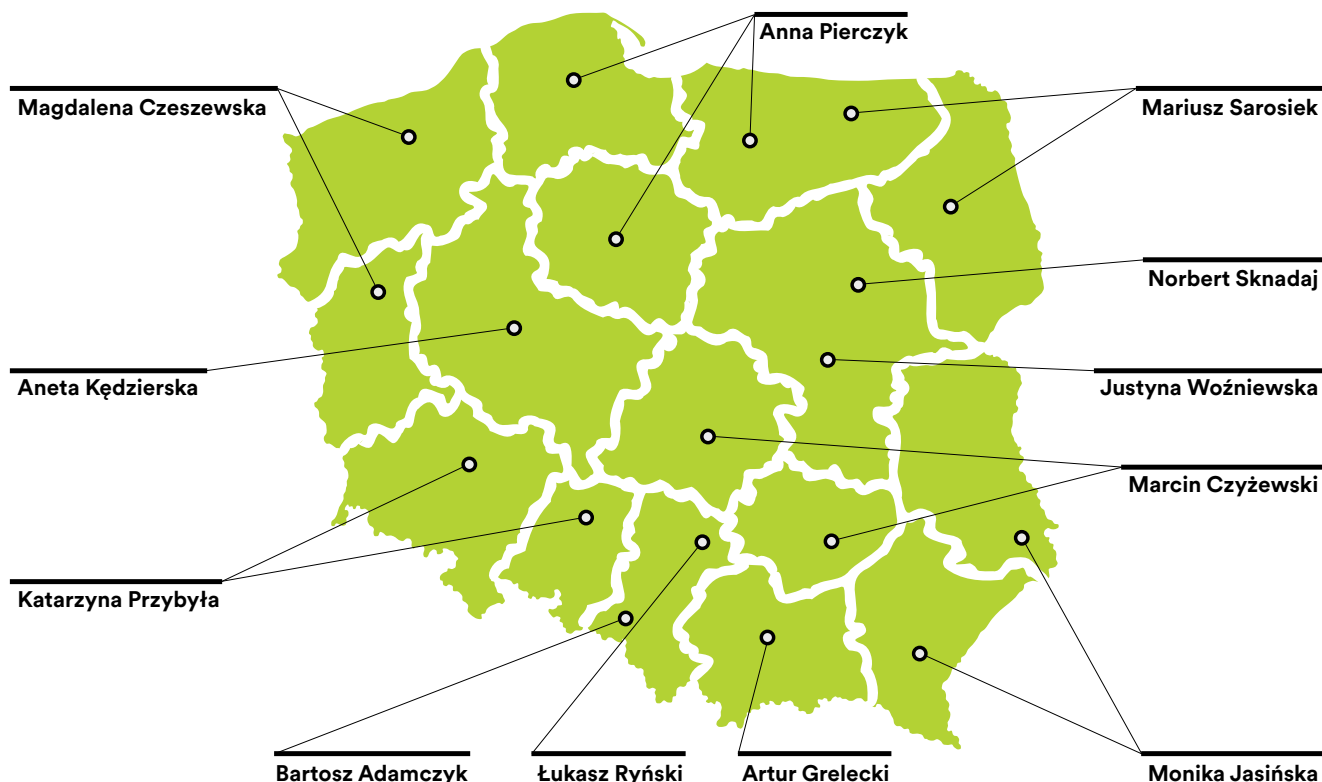 Anna Pierczyk
Magdalena Czeszewska
Mariusz Sarosiek
Norbert Sknadaj
Aneta Kędzierska
Justyna Woźniewska
Marcin Czyżewski
Katarzyna Przybyła
Bartosz Adamczyk
Łukasz Ryński
Artur Grelecki
Monika Jasińska